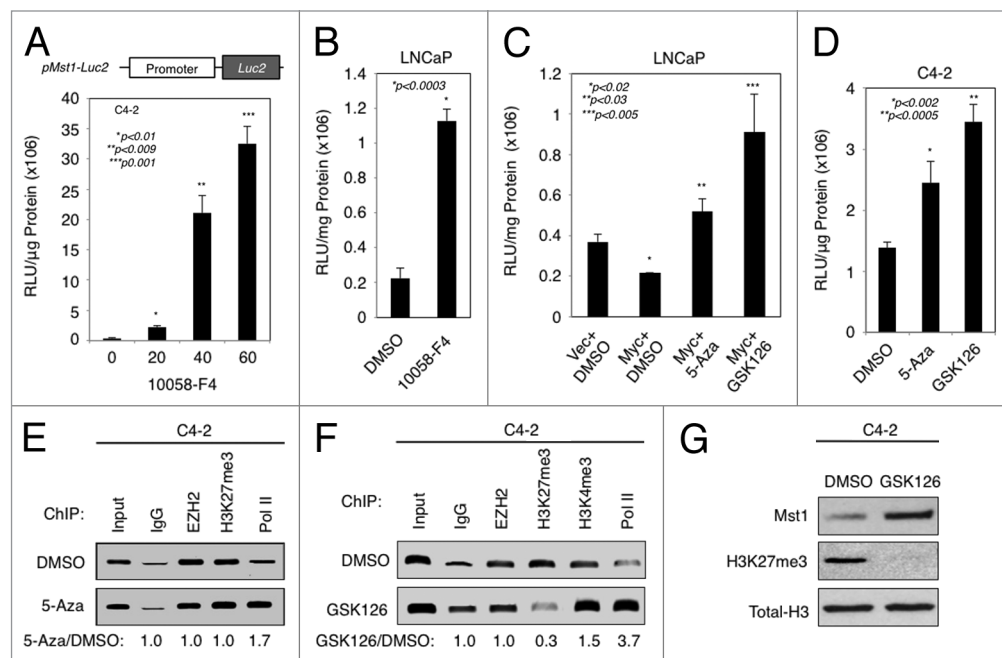 A
pMst1-Luc2 Promoter Luc2
C4-2
*p<0.01
**p<0.009
***p0.001
RLU/µg Protein (x106)
40
35
30
25
20
15
10
5
0
* ** ***
0 20 40 60
10058-F4
B
LNCaP
*p<0.0003
RLU/mg Protein (x106)
1.4
1.2
1
0.8
0.6
0.4
0.2
0
*
DMSO 10058-F4
C
LNCaP
*p<0.02
**p<0.03
***p<0.005
RLU/mg Protein (x106)
1.2
1
0.8
0.6
0.4
0.2
0
* ** ***
Vec+ DMSO Myc+ DMSO Myc+ 5-Aza Myc+ GSK126
D
C4-2
*p<0.002
**p<0.0005
RLU/µg Protein (x106)
4
3
2
1
0
* **
DMSO 5-Aza GSK126
E
C4-2
ChIP: Input IgG EZH2 H3K27me3 Pol II
DMSO
5-Aza
5-Aza/DMSO: 1.0 1.0 1.0 1.7
F
C4-2
ChIP: Input IgG EZH2 H3K27me3 H3K4me3 Pol II
DMSO
GSK126
GSK126/DMSO: 1.0 1.0 0.3 1.5 3.7
G
C4-2
DMSO GSK126
Mst1
H3K27me3
Total-H3